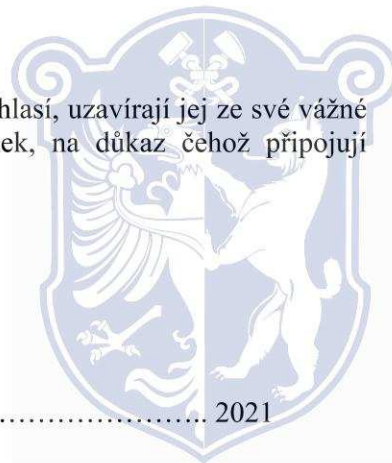 hlasí, uzavírají jej ze své vážné
ek, na důkaz čehož připojují
…………………….. 2021